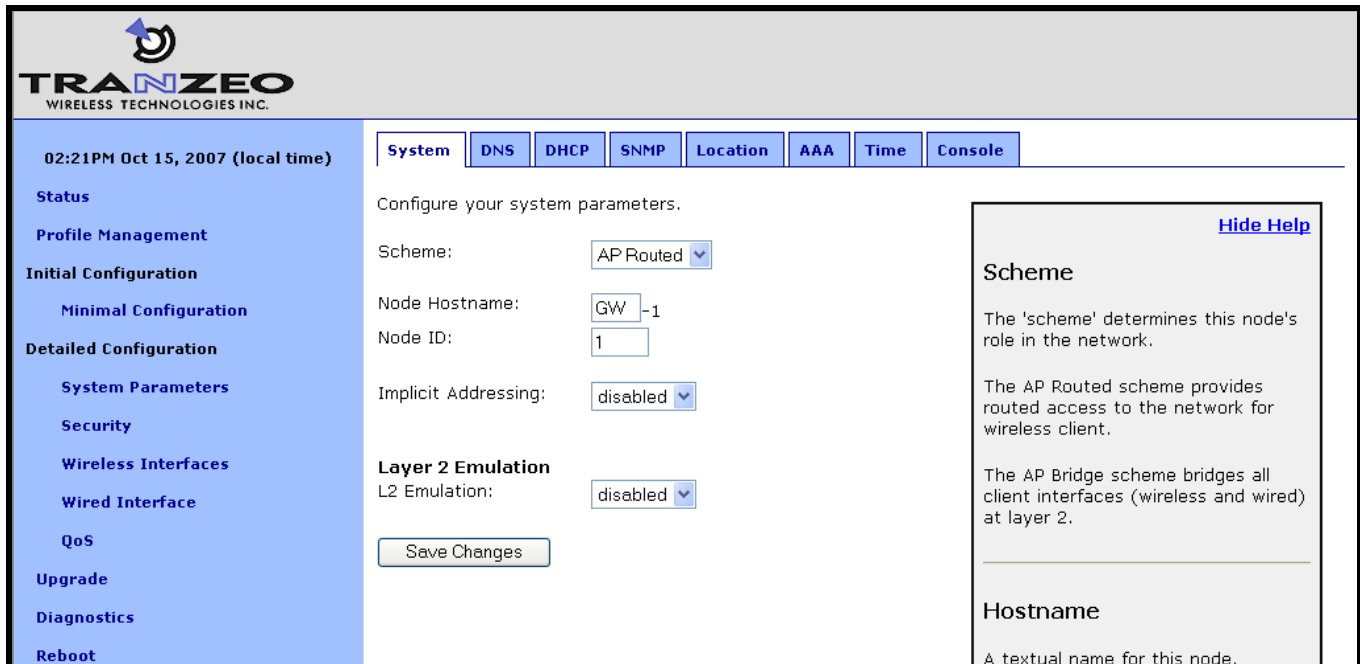 TRANZEO
WIRELESS TECHNOLOGIES INC.
02:21PM Oct 15, 2007 (local time)
Status
Profile Management
Initial Configuration
Minimal Configuration
Detailed Configuration
System Parameters
Security
Wireless Interfaces
Wired Interface
QoS
Upgrade
Diagnostics
Reboot
System DNS DHCP SNMP Location AAA Time Console
Configure your system parameters.
Scheme: AP Routed
Node Hostname: GW -1
Node ID: 1
Implicit Addressing: disabled
Layer 2 Emulation
L2 Emulation: disabled
Save Changes
Hide Help
Scheme
The 'scheme' determines this node's
role in the network.
The AP Routed scheme provides
routed access to the network for
wireless client.
The AP Bridge scheme bridges all
client interfaces (wireless and wired)
at layer 2.
Hostname
A textual name for this node.